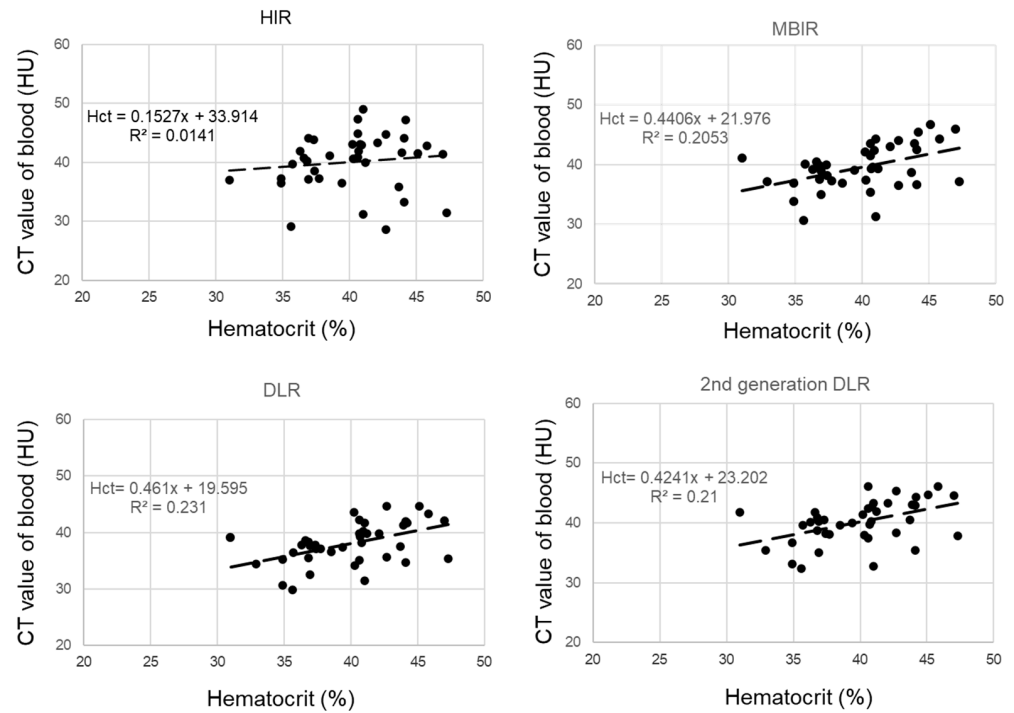 HIR
60
50
40
30
20
CT value of blood (HU)
Hct = 0.1527x + 33.914
R² = 0.0141
20 25 30 35 40 45 50
Hematocrit (%)
MBIR
60
50
40
30
20
CT value of blood (HU)
Hct = 0.4406x + 21.976
R² = 0.2053
20 25 30 35 40 45 50
Hematocrit (%)
DLR
60
50
40
30
20
CT value of blood (HU)
Hct= 0.461x + 19.595
R² = 0.231
20 25 30 35 40 45 50
Hematocrit (%)
2nd generation DLR
60
50
40
30
20
CT value of blood (HU)
Hct = 0.4241x + 23.202
R² = 0.21
20 25 30 35 40 45 50
Hematocrit (%)